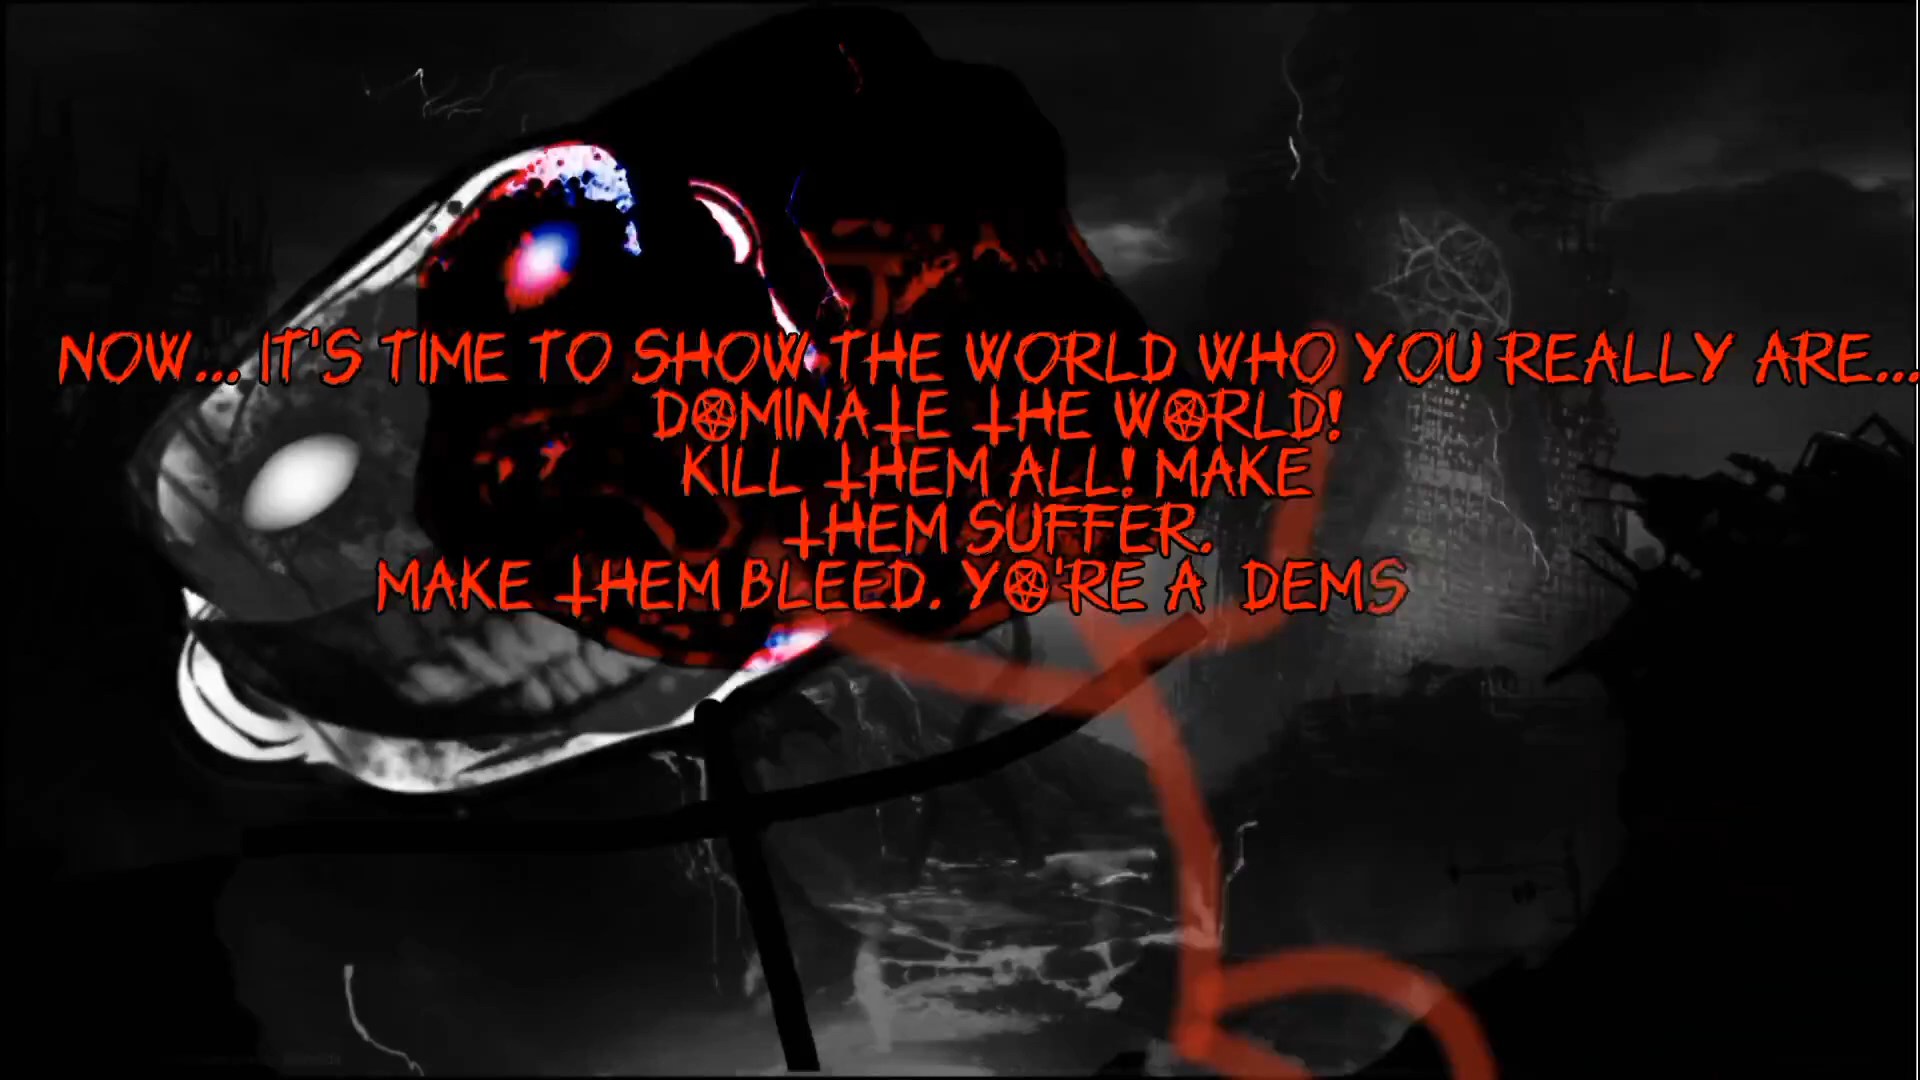 NOW... IT'S TIME TO SHOW THE WORLD WHO YOU REALLY ARE...
DOMINATE THE WORLD!
KILL THEM ALL! MAKE
THEM SUFFER.
MAKE THEM BLEED. YO'RE A DEMS